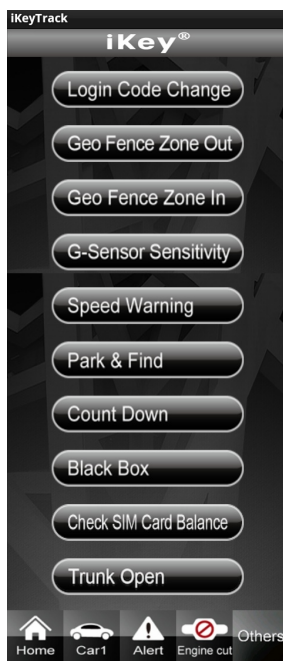 iKeyTrack
iKey®
Login Code Change
Geo Fence Zone Out
Geo Fence Zone In
G-Sensor Sensitivity
Speed Warning
Park & Find
Count Down
Black Box
Check SIM Card Balance
Trunk Open
Home Car1 Alert Engine cut Others